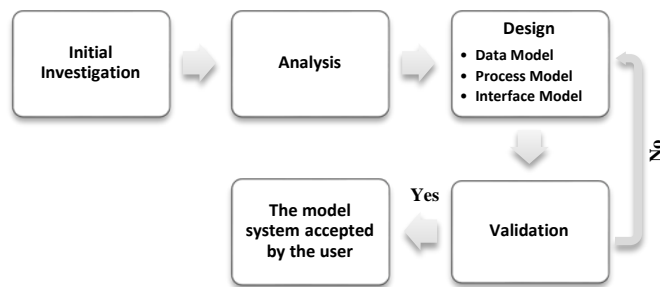 Initial
Investigation
Analysis
Design
• Data Model
• Process Model
• Interface Model
No
Yes
The model
system accepted
by the user
Validation